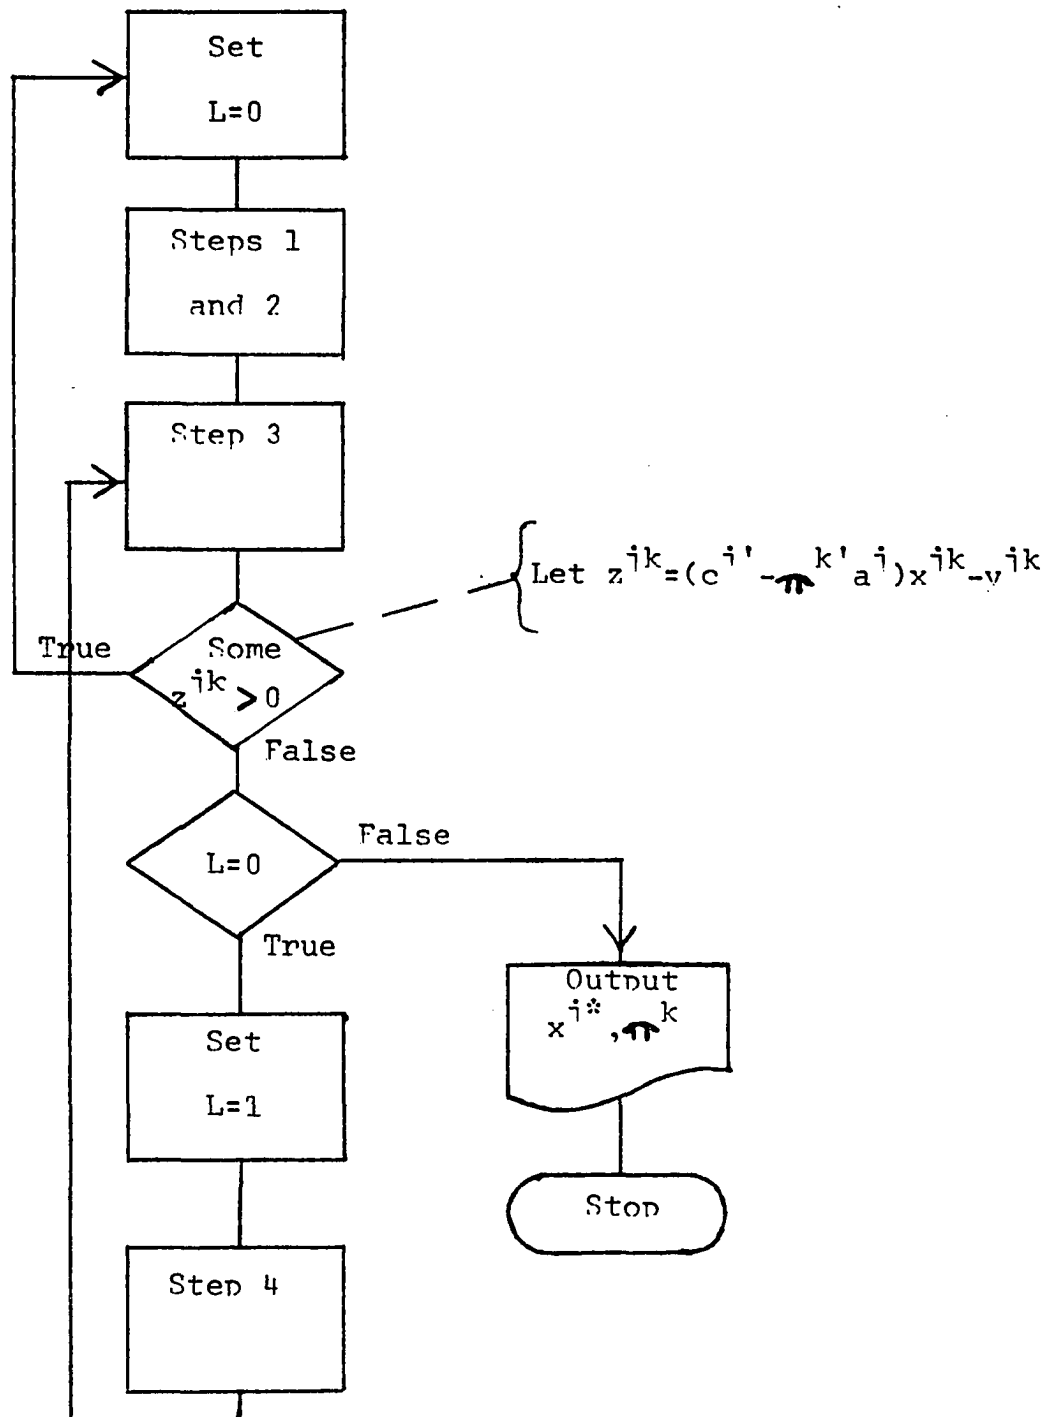 Set
L=0
Steps 1
and 2
Step 3
Let z^jk=(c^j'-π^k'a^j)x^jk-v^jk
True
Some
z^jk > 0
False
L=0
False
True
Output
x^j*,π^k
Set
L=1
Stop
Step 4